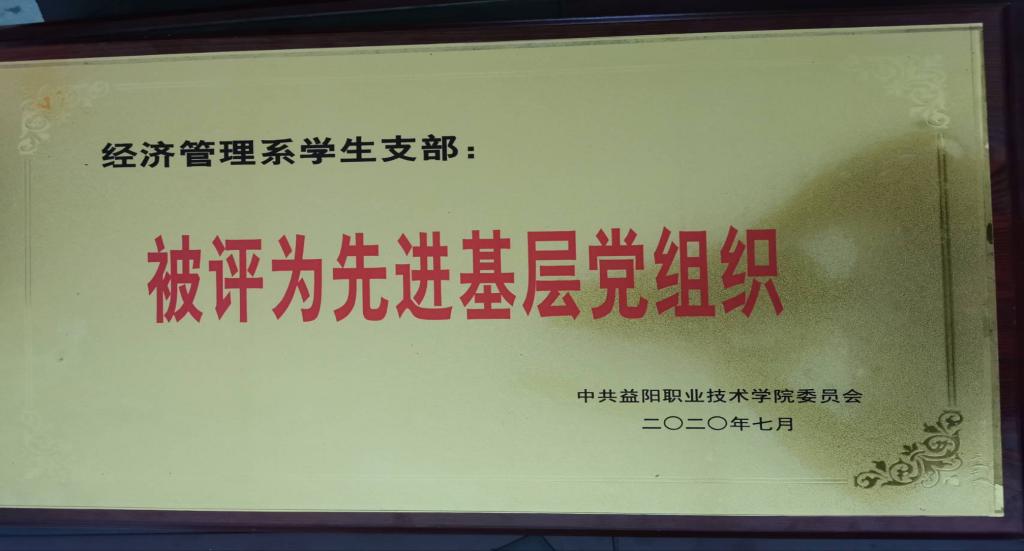 经济管理系学生支部：
被评为先进基层党组织
中共益阳职业技术学院委员会
二〇二〇年七月